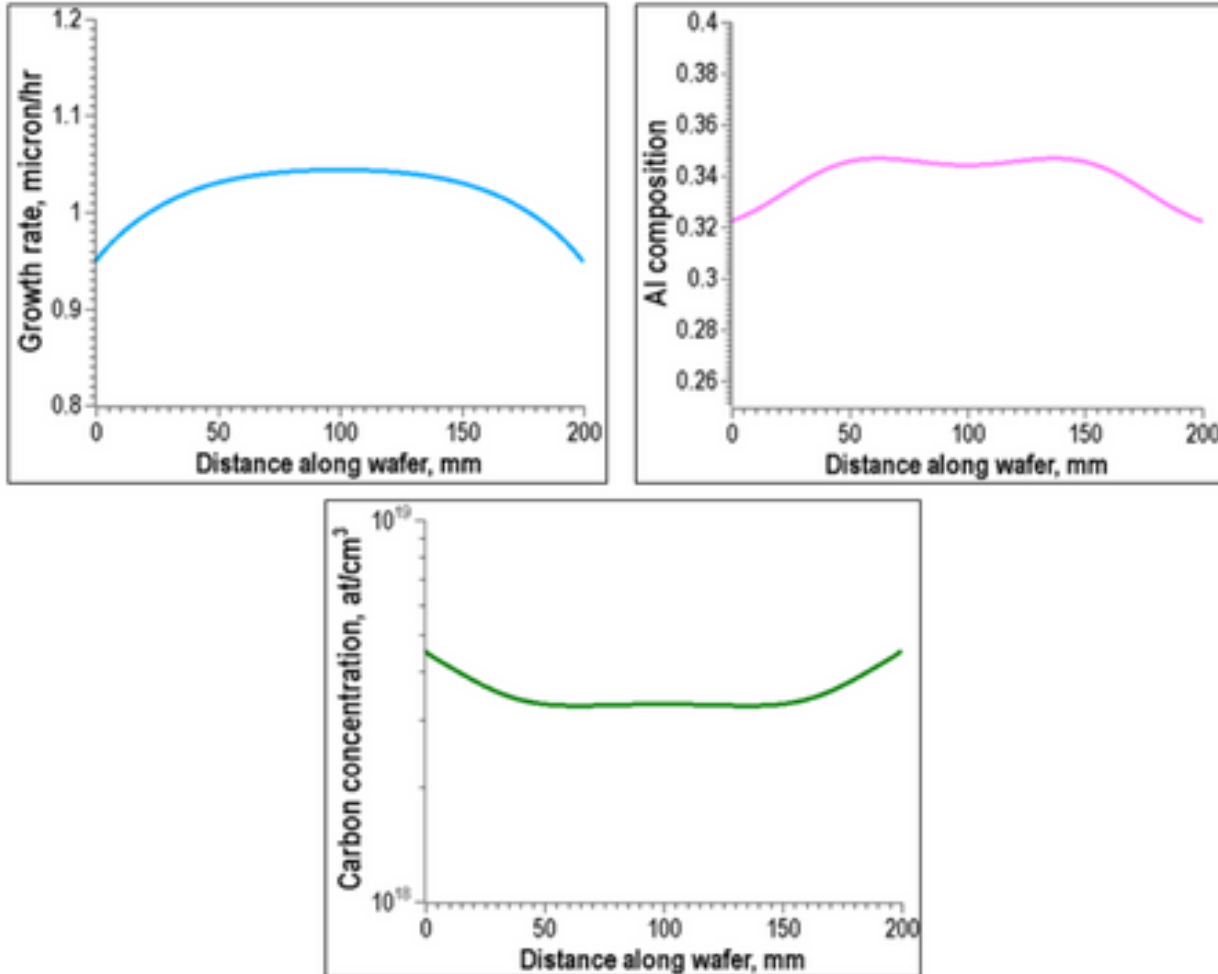 Growth rate, micron/hr
1.2
1.1
1
0.9
0.8
0 50 100 150 200
Distance along wafer, mm
Al composition
0.4
0.38
0.36
0.34
0.32
0.3
0.28
0.26
0 50 100 150 200
Distance along wafer, mm
Carbon concentration, at/cm³
10¹⁹
10¹⁸
0 50 100 150 200
Distance along wafer, mm